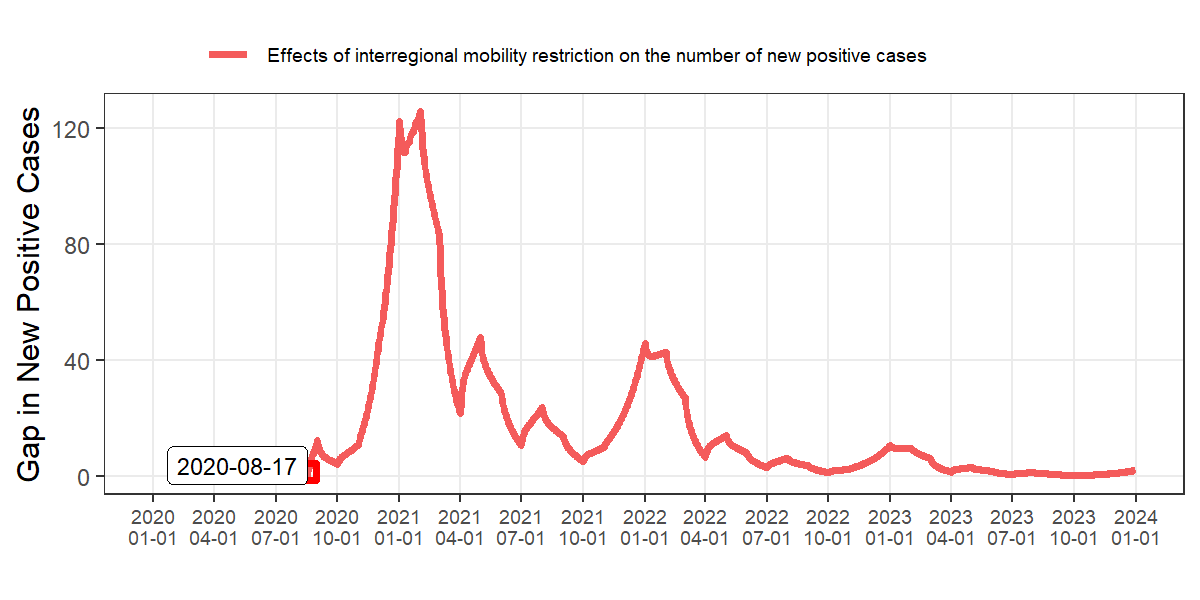 Effects of interregional mobility restriction on the number of new positive cases
Gap in New Positive Cases
120
80
40
0
2020-08-17
2020 2020 2020 2020 2021 2021 2021 2021 2022 2022 2022 2022 2023 2023 2023 2023 2024
01-01 04-01 07-01 10-01 01-01 04-01 07-01 10-01 01-01 04-01 07-01 10-01 01-01 04-01 07-01 10-01 01-01